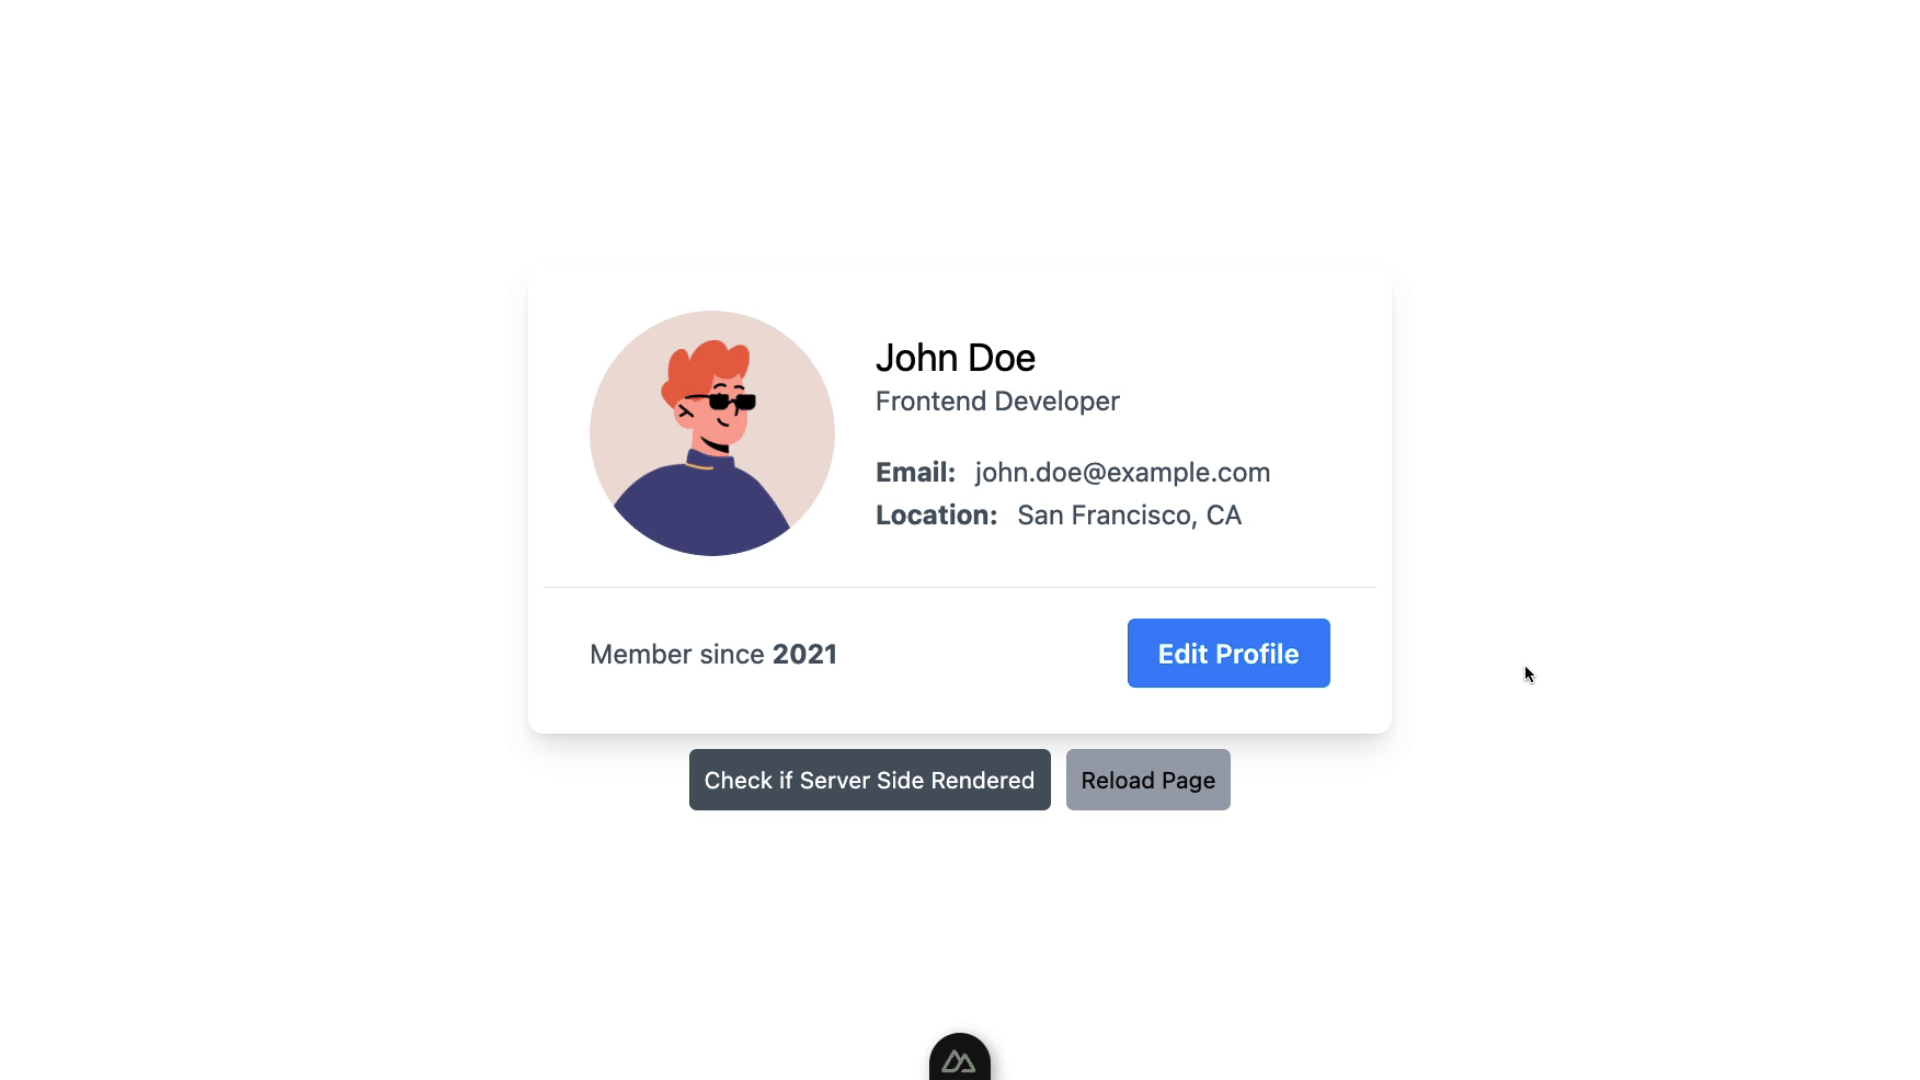 John Doe
Frontend Developer
Email: john.doe@example.com
Location: San Francisco, CA
Member since 2021
Edit Profile
Check if Server Side Rendered
Reload Page